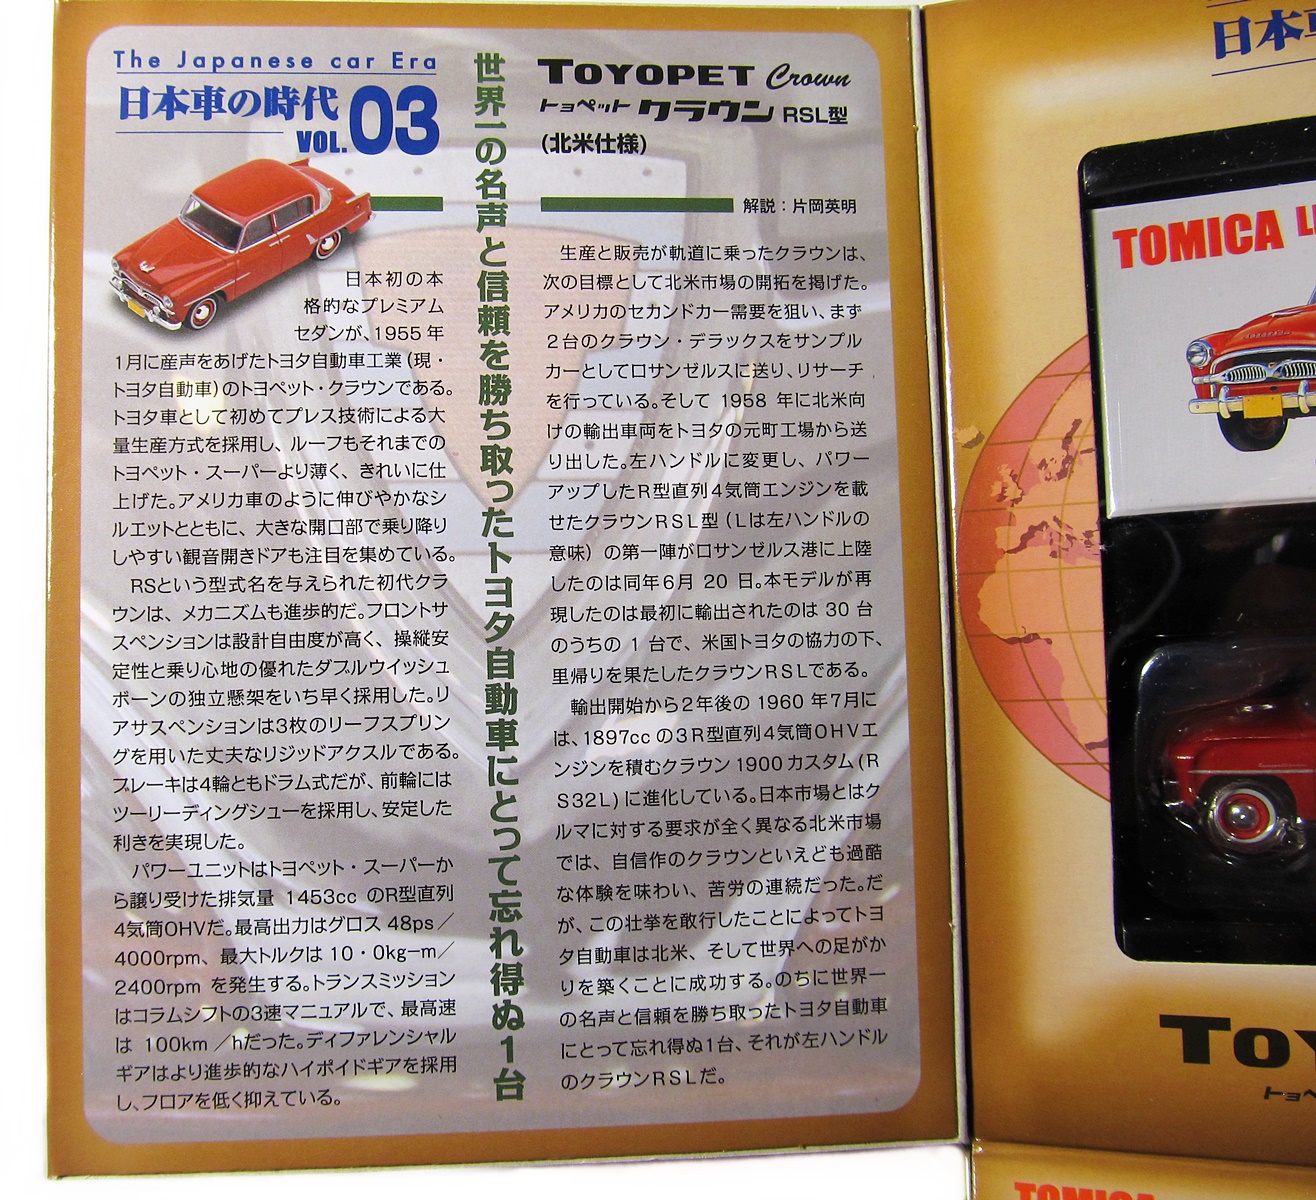 The Japanese car Era
日本車の時代
VOL.03
世界一の名声と信頼を勝ち取ったトヨタ自動車にとって忘れ得ぬ1台
TOYOPET Crown
トヨペット クラウン RSL型
(北米仕様)
解説：片岡英明
日本初の本
格的なプレミアム
セダンが、1955年
1月に産声をあげたトヨタ自動車工業(現・
トヨタ自動車)のトヨペット・クラウンである。
トヨタ車として初めてプレス技術による大
量生産方式を採用し、ルーフもそれまでの
トヨペット・スーパーより薄く、きれいに仕
上げた。アメリカ車のように伸びやかなシ
ルエットとともに、大きな開口部で乗り降り
しやすい観音開きドアも注目を集めている。
RSという型式名を与えられた初代クラ
ウンは、メカニズムも進歩的だ。フロントサ
スペンションは設計自由度が高く、操縦安
定性と乗り心地の優れたダブルウイッシュ
ボーンの独立懸架をいち早く採用した。リ
アサスペンションは3枚のリーフスプリン
グを用いた丈夫なリジッドアクスルである。
ブレーキは4輪ともドラム式だが、前輪には
ツーリーディングシューを採用し、安定した
利きを実現した。
パワーユニットはトヨペット・スーパーか
ら譲り受けた排気量 1453cc のR型直列
4気筒OHVだ。最高出力はグロス 48ps／
4000rpm、最大トルクは 10・0kg-m／
2400rpm を発生する。トランスミッション
はコラムシフトの3速マニュアルで、最高速
は 100km／hだった。ディファレンシャル
ギアはより進歩的なハイポイドギアを採用
し、フロアを低く抑えている。
生産と販売が軌道に乗ったクラウンは、
次の目標として北米市場の開拓を掲げた。
アメリカのセカンドカー需要を狙い、まず
2台のクラウン・デラックスをサンプル
カーとしてロサンゼルスに送り、リサーチ
を行っている。そして 1958 年に北米向
けの輸出車両をトヨタの元町工場から送
り出した。左ハンドルに変更し、パワー
アップしたR型直列4気筒エンジンを載
せたクラウンRSL型(Lは左ハンドルの
意味)の第一陣がロサンゼルス港に上陸
したのは同年6月 20 日。本モデルが再
現したのは最初に輸出されたのは 30 台
のうちの 1 台で、米国トヨタの協力の下、
里帰りを果たしたクラウンRSLである。
輸出開始から2年後の 1960 年7月に
は、1897cc の3R型直列4気筒OHVエ
ンジンを積むクラウン 1900 カスタム(R
S32L)に進化している。日本市場とはク
ルマに対する要求が全く異なる北米市場
では、自信作のクラウンといえども過酷
な体験を味わい、苦労の連続だった。だ
が、この壮挙を敢行したことによってトヨ
タ自動車は北米、そして世界への足がか
りを築くことに成功する。のちに世界一
の名声と信頼を勝ち取ったトヨタ自動車
にとって忘れ得ぬ1台、それが左ハンドル
のクラウンRSLだ。
日本
TOMICA
TOY
トヨペ
TOMICA